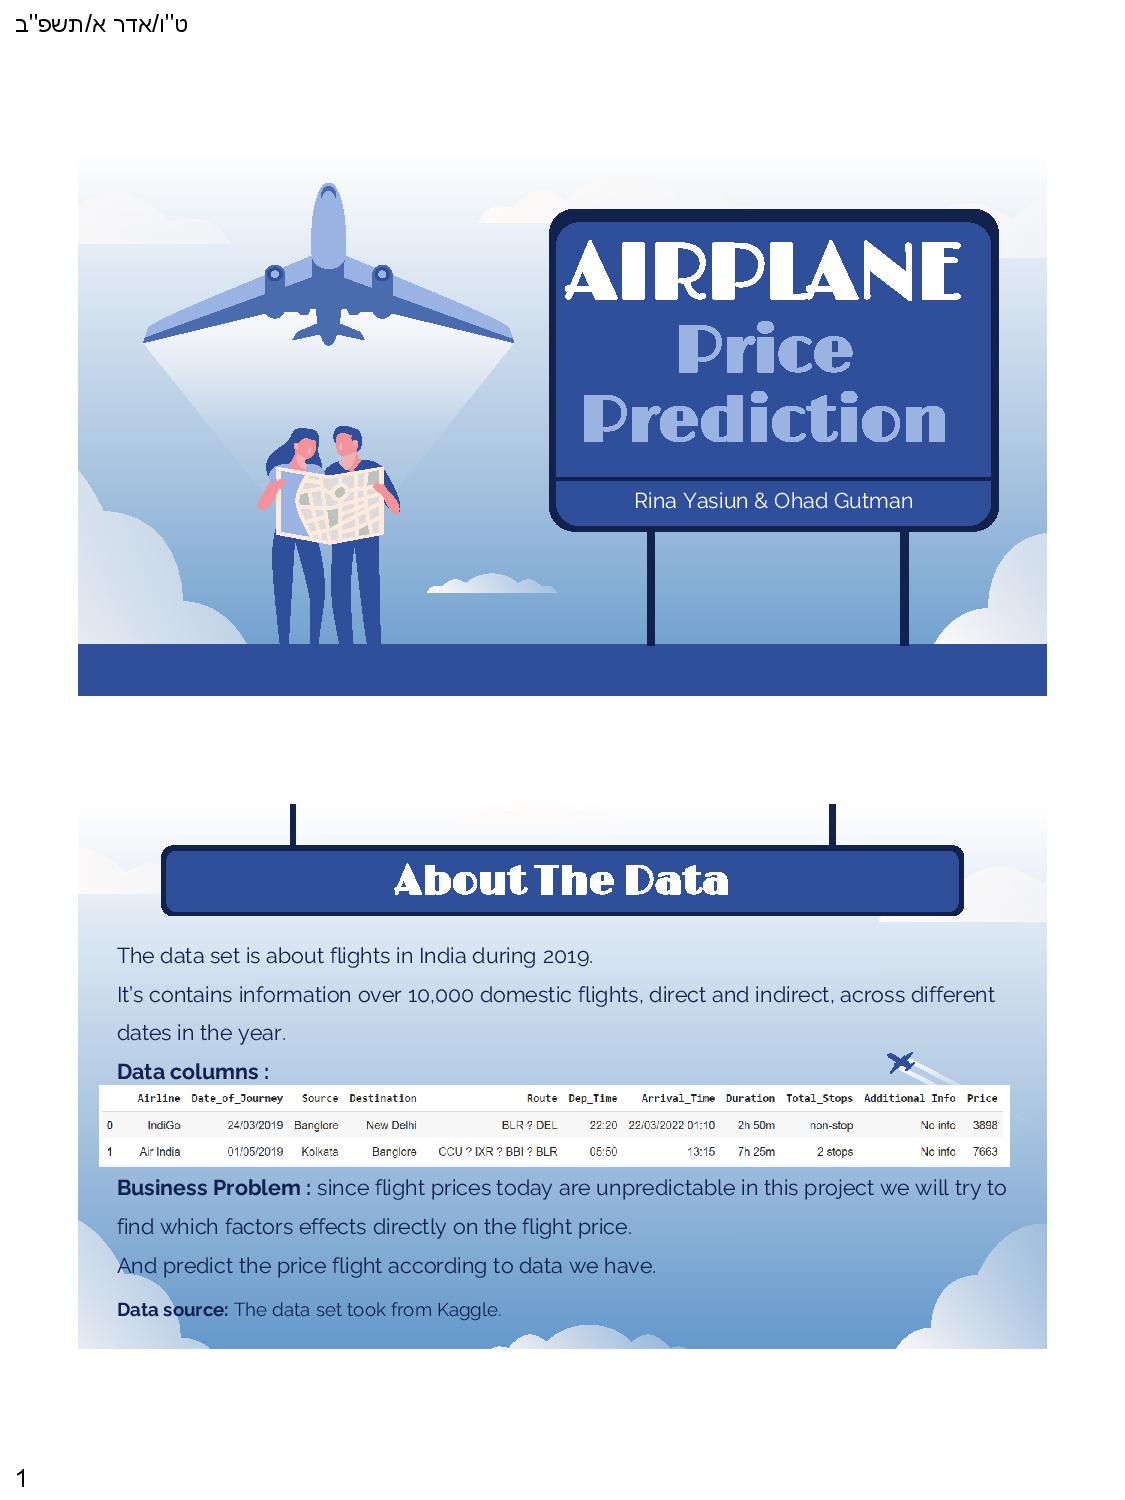 ט"ו/אדר א/תשפ"ב
AIRPLANE
Price
Prediction
Rina Yasiun & Ohad Gutman
About The Data
The data set is about flights in India during 2019.
It's contains information over 10,000 domestic flights, direct and indirect, across different
dates in the year.
Data columns :
Airline Date_of_Journey Source Destination Route Dep_Time Arrival_Time Duration Total_Stops Additional Info Price
0 IndiGo 24/03/2019 Banglore New Delhi BLR ? DEL 22:20 22/03/2022 01:10 2h 50m non-stop No info 3898
1 Air India 01/05/2019 Kolkata Banglore CCU ? IXR ? BBI ? BLR 05:50 13:15 7h 25m 2 stops No info 7663
Business Problem : since flight prices today are unpredictable in this project we will try to
find which factors effects directly on the flight price.
And predict the price flight according to data we have.
Data source: The data set took from Kaggle.
1